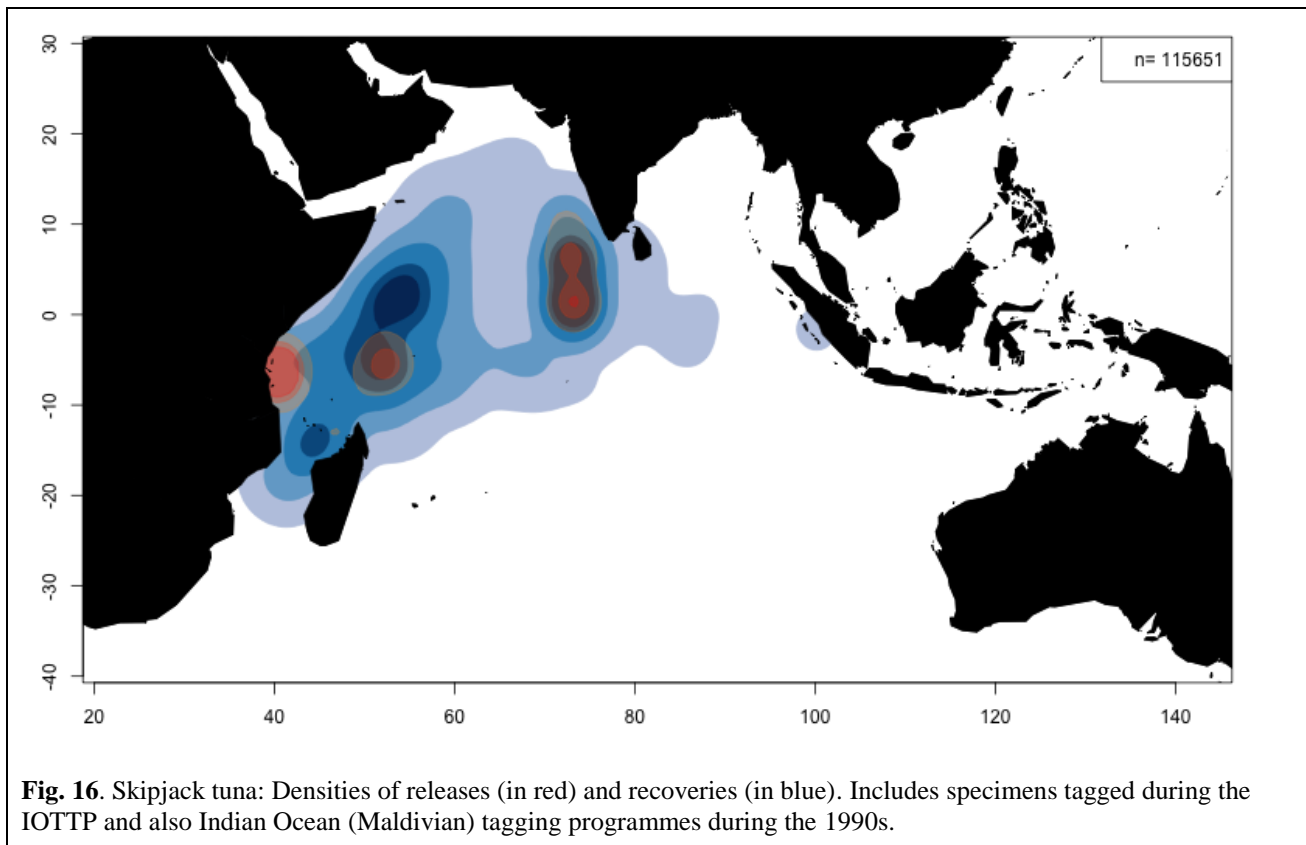 30
20
10
0
-10
-20
-30
-40
n= 115651
20 40 60 80 100 120 140
Fig. 16. Skipjack tuna: Densities of releases (in red) and recoveries (in blue). Includes specimens tagged during the
IOTTP and also Indian Ocean (Maldivian) tagging programmes during the 1990s.